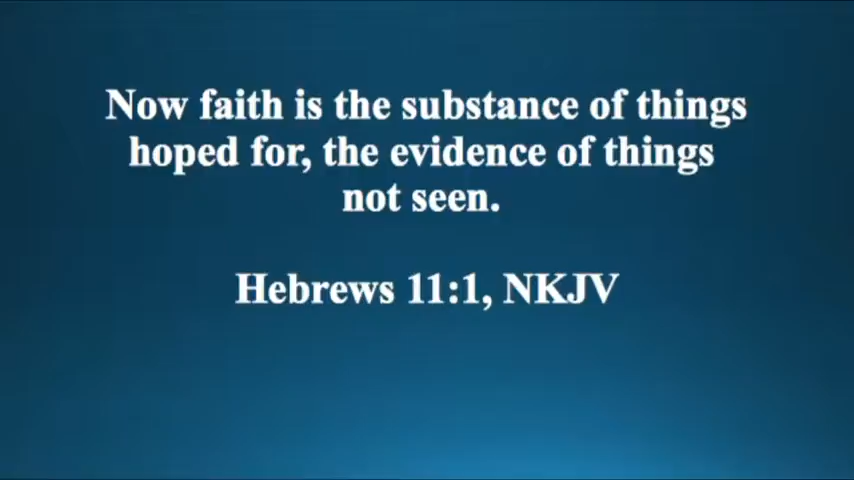 Now faith is the substance of things
hoped for, the evidence of things
not seen.
Hebrews 11:1, NKJV